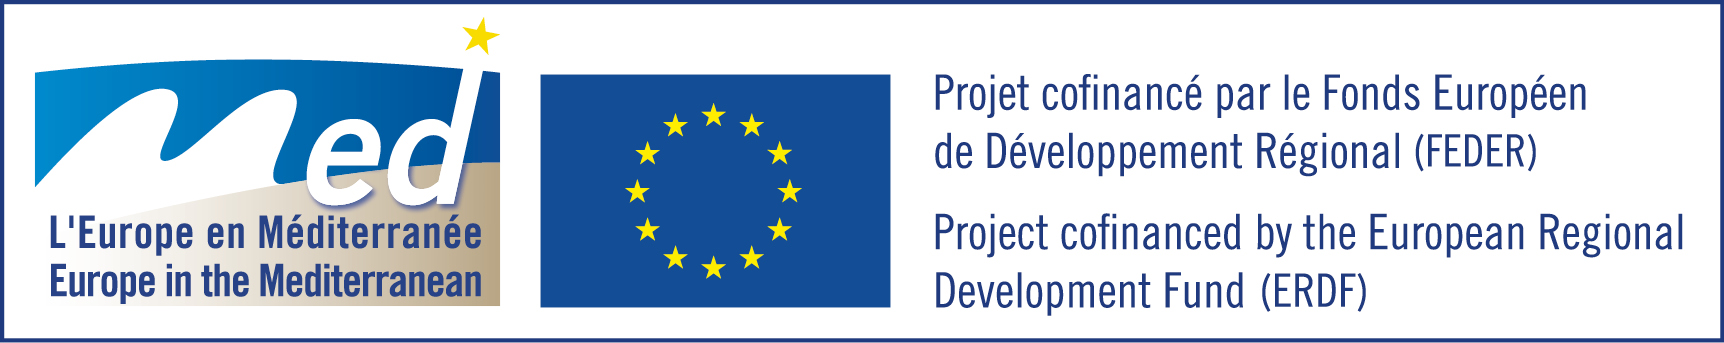 med
L'Europe en Méditerranée
Europe in the Mediterranean
Projet cofinancé par le Fonds Européen
de Développement Régional (FEDER)
Project cofinanced by the European Regional
Development Fund (ERDF)